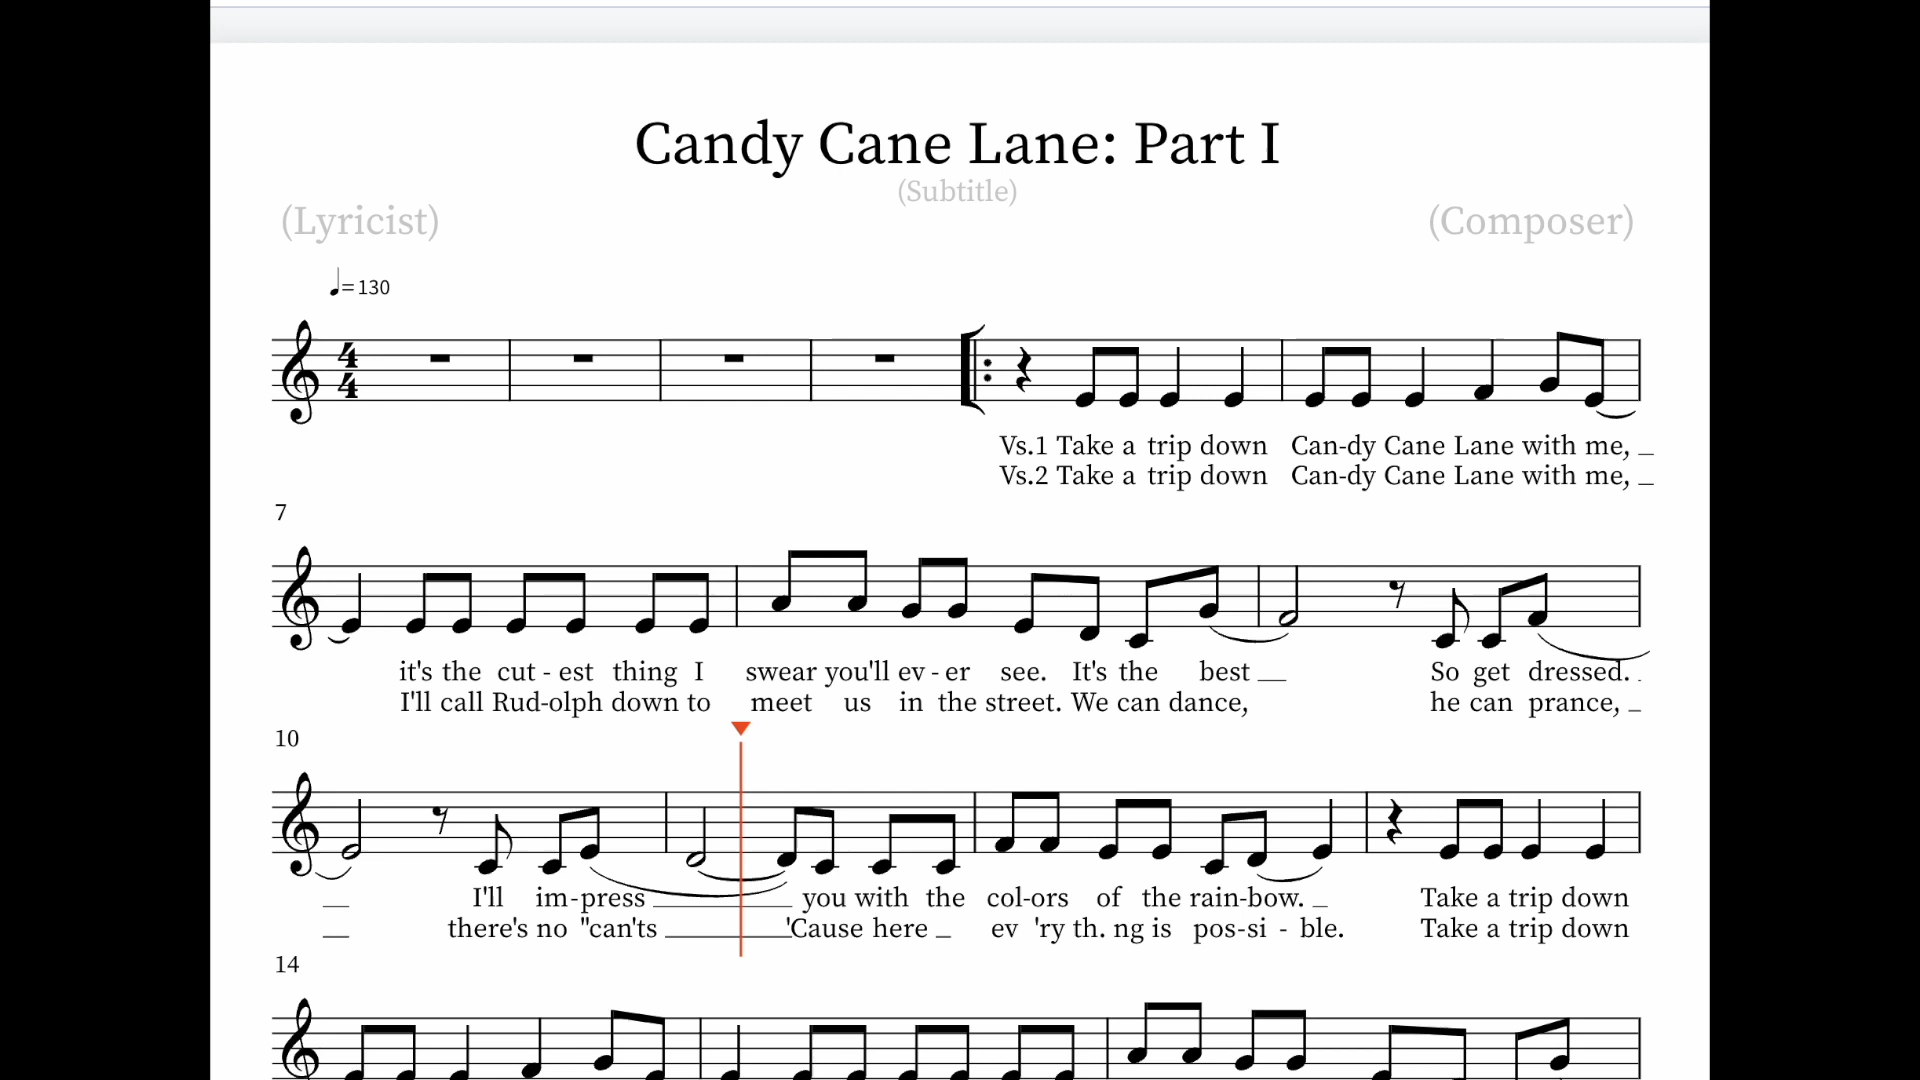 Candy Cane Lane: Part I
(Subtitle)
(Lyricist)
(Composer)
♩=130
4
4
Vs.1 Take a trip down Can-dy Cane Lane with me, _
Vs.2 Take a trip down Can-dy Cane Lane with me, _
7
it's the cut - est thing I swear you'll ev - er see. It's the best __ So get dressed. .
I'll call Rud-olph down to meet us in the street. We can dance, he can prance, _
10
__ I'll im-press ________ you with the col-ors of the rain-bow. _ Take a trip down
__ there's no "can'ts ________ 'Cause here _ ev 'ry th. ng is pos-si - ble. Take a trip down
14